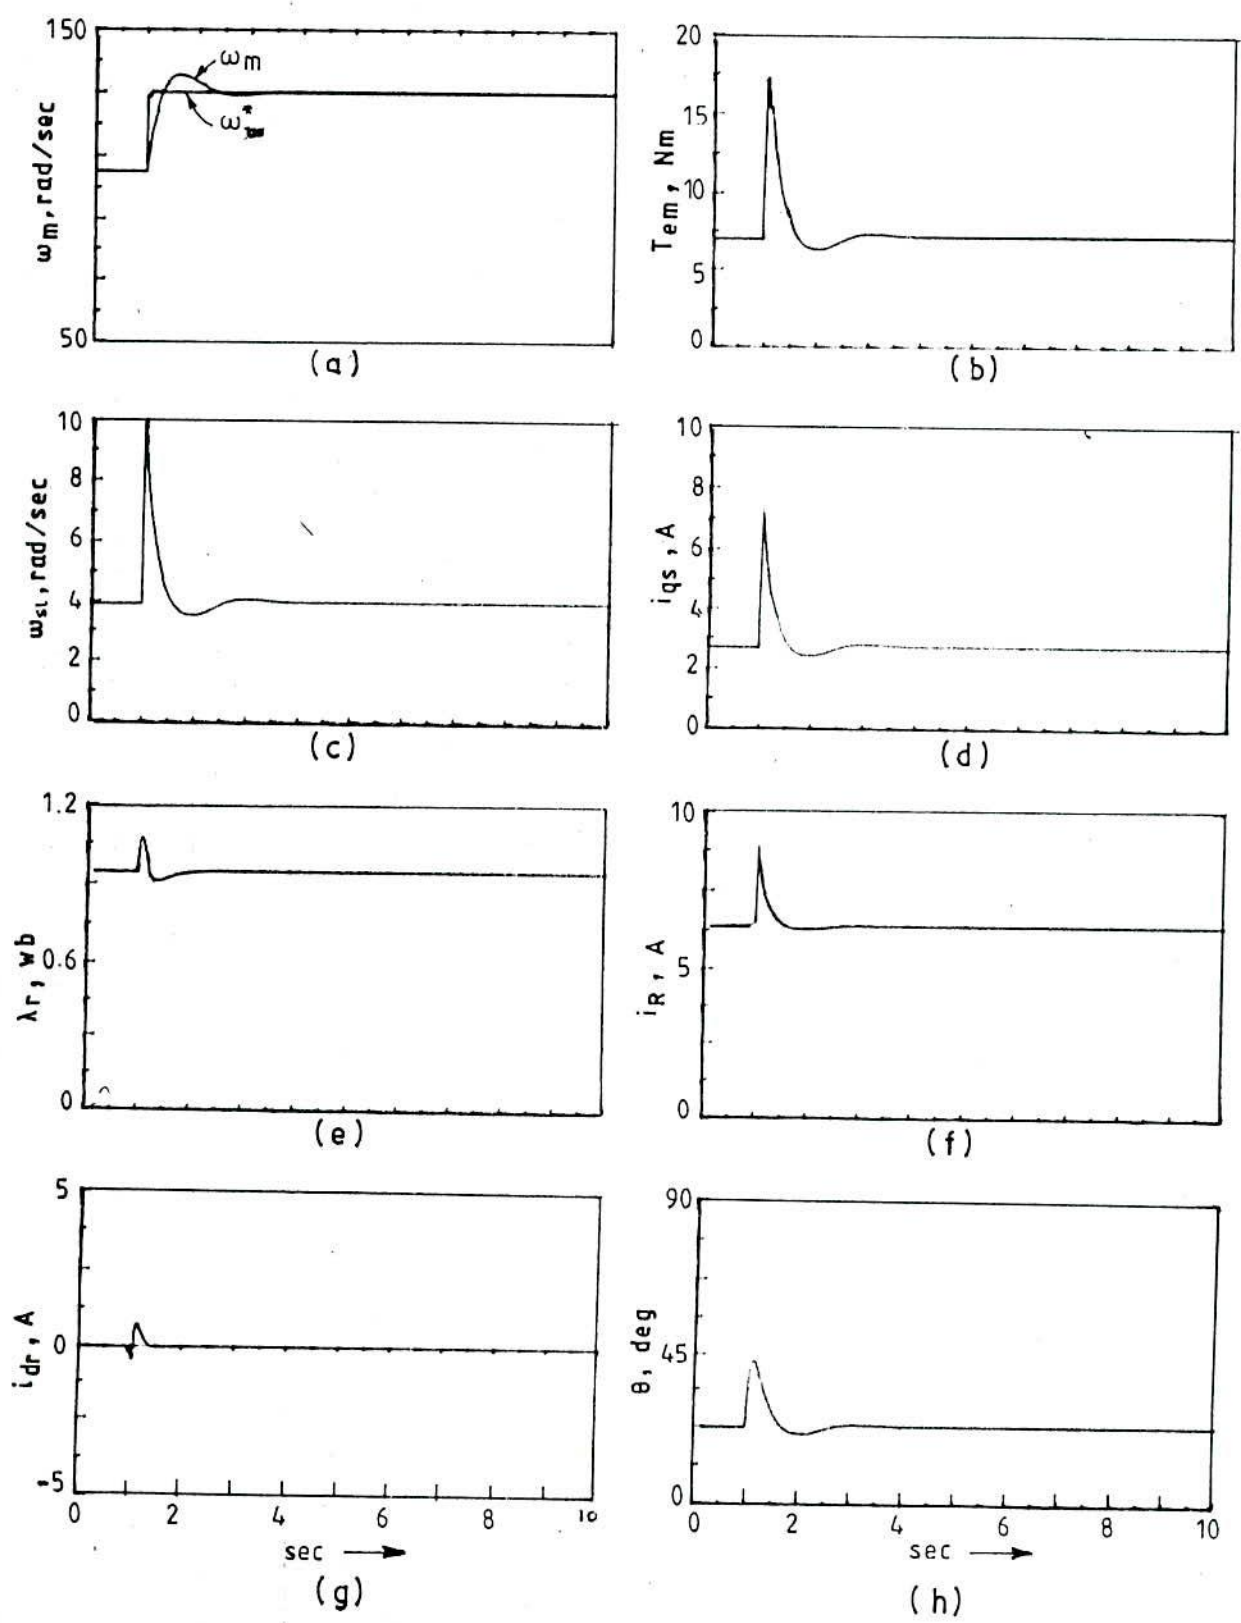 150
ωm, rad/sec
ωm
ω*
50
(a)
20
15
10
5
0
Tem, Nm
(b)
10
8
6
4
2
0
ωsl, rad/sec
(c)
10
8
6
4
2
0
iqs, A
(d)
1.2
0.6
0
λr, wb
(e)
10
5
0
iR, A
(f)
5
0
-5
idr, A
0 2 4 6 8 10
sec →
(g)
90
45
0
θ, deg
0 2 4 6 8 10
sec →
(h)